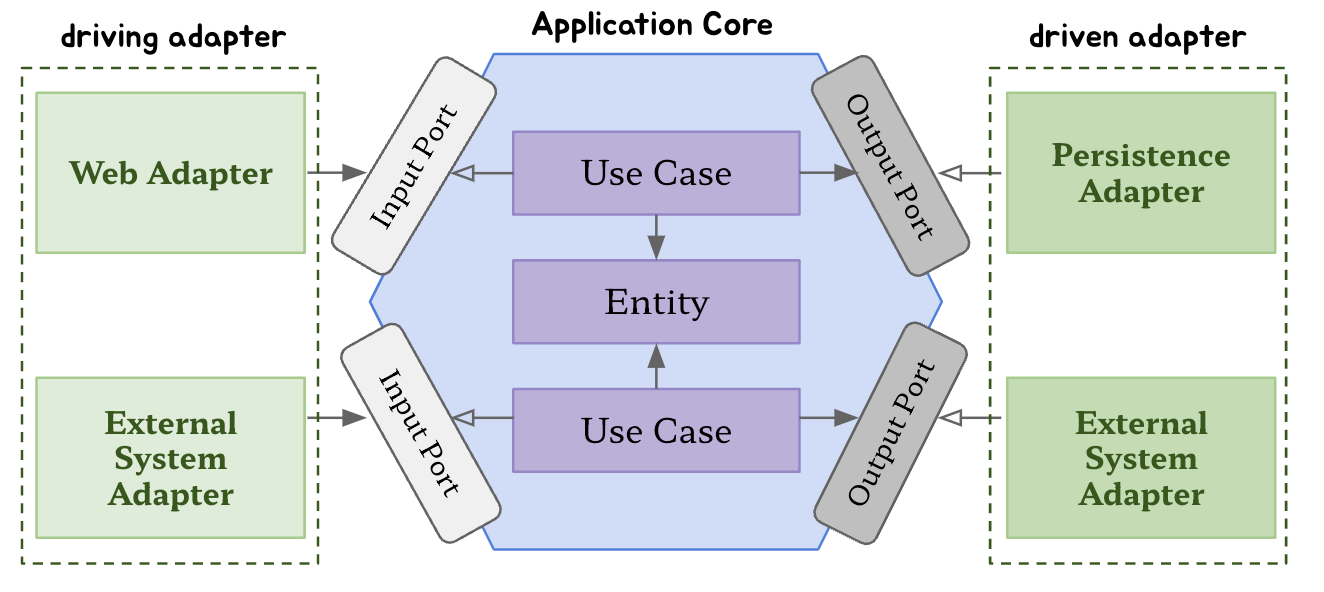 driving adapter
Application Core
driven adapter
Web Adapter
Input Port
Use Case
Output Port
Persistence
Adapter
Entity
External
System
Adapter
Input Port
Use Case
Output Port
External
System
Adapter